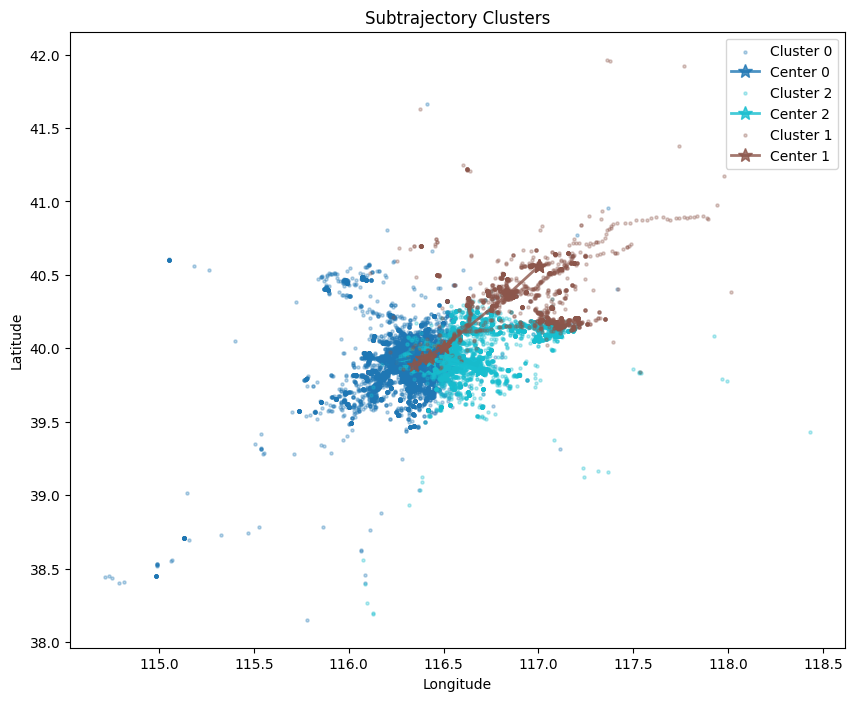 Subtrajectory Clusters
Cluster 0
Center 0
Cluster 2
Center 2
Cluster 1
Center 1
Latitude
42.0
41.5
41.0
40.5
40.0
39.5
39.0
38.5
38.0
115.0 115.5 116.0 116.5 117.0 117.5 118.0 118.5
Longitude